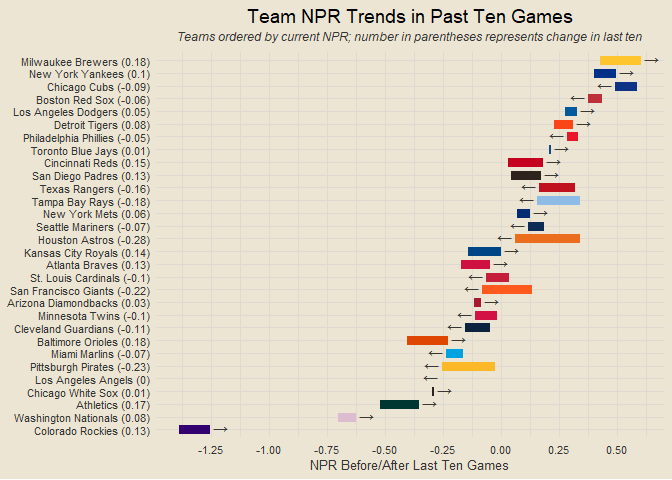 Team NPR Trends in Past Ten Games
Teams ordered by current NPR; number in parentheses represents change in last ten
Milwaukee Brewers (0.18)
New York Yankees (0.1)
Chicago Cubs (-0.09)
Boston Red Sox (-0.06)
Los Angeles Dodgers (0.05)
Detroit Tigers (0.08)
Philadelphia Phillies (-0.05)
Toronto Blue Jays (0.01)
Cincinnati Reds (0.15)
San Diego Padres (0.13)
Texas Rangers (-0.16)
Tampa Bay Rays (-0.18)
New York Mets (0.06)
Seattle Mariners (-0.07)
Houston Astros (-0.28)
Kansas City Royals (0.14)
Atlanta Braves (0.13)
St. Louis Cardinals (-0.1)
San Francisco Giants (-0.22)
Arizona Diamondbacks (0.03)
Minnesota Twins (-0.1)
Cleveland Guardians (-0.11)
Baltimore Orioles (0.18)
Miami Marlins (-0.07)
Pittsburgh Pirates (-0.23)
Los Angeles Angels (0)
Chicago White Sox (0.01)
Athletics (0.17)
Washington Nationals (0.08)
Colorado Rockies (0.13)
-1.25 -1.00 -0.75 -0.50 -0.25 0.00 0.25 0.50
NPR Before/After Last Ten Games